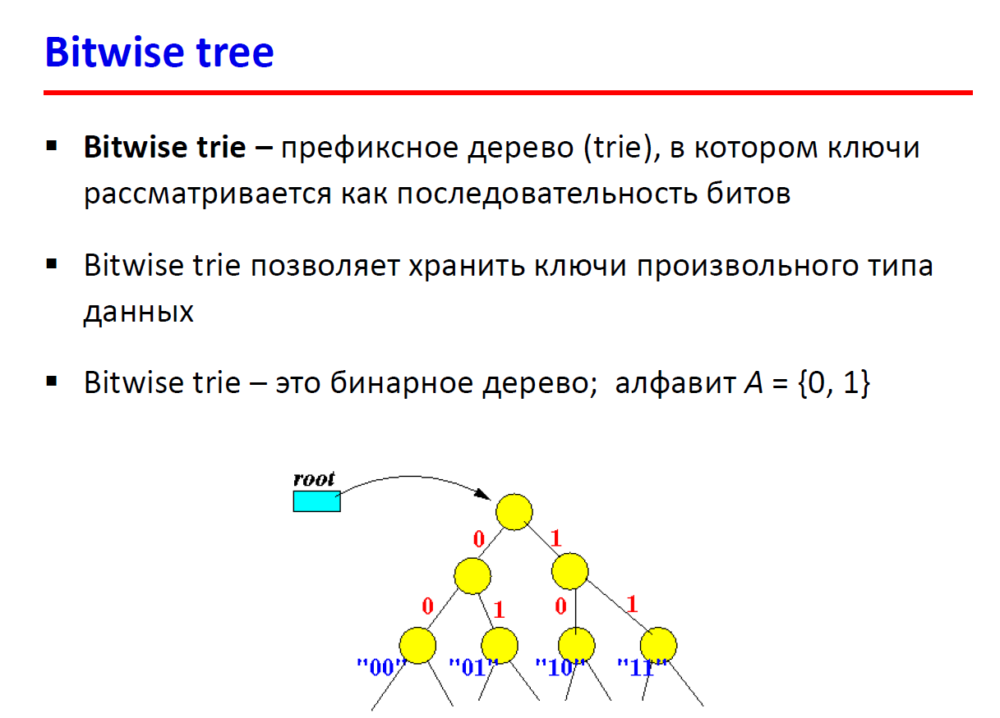 Bitwise tree
▪ Bitwise trie – префиксное дерево (trie), в котором ключи
рассматривается как последовательность битов
▪ Bitwise trie позволяет хранить ключи произвольного типа
данных
▪ Bitwise trie – это бинарное дерево; алфавит A = {0, 1}
root
0 1
0 1 0 1
"00" "01" "10" "11"